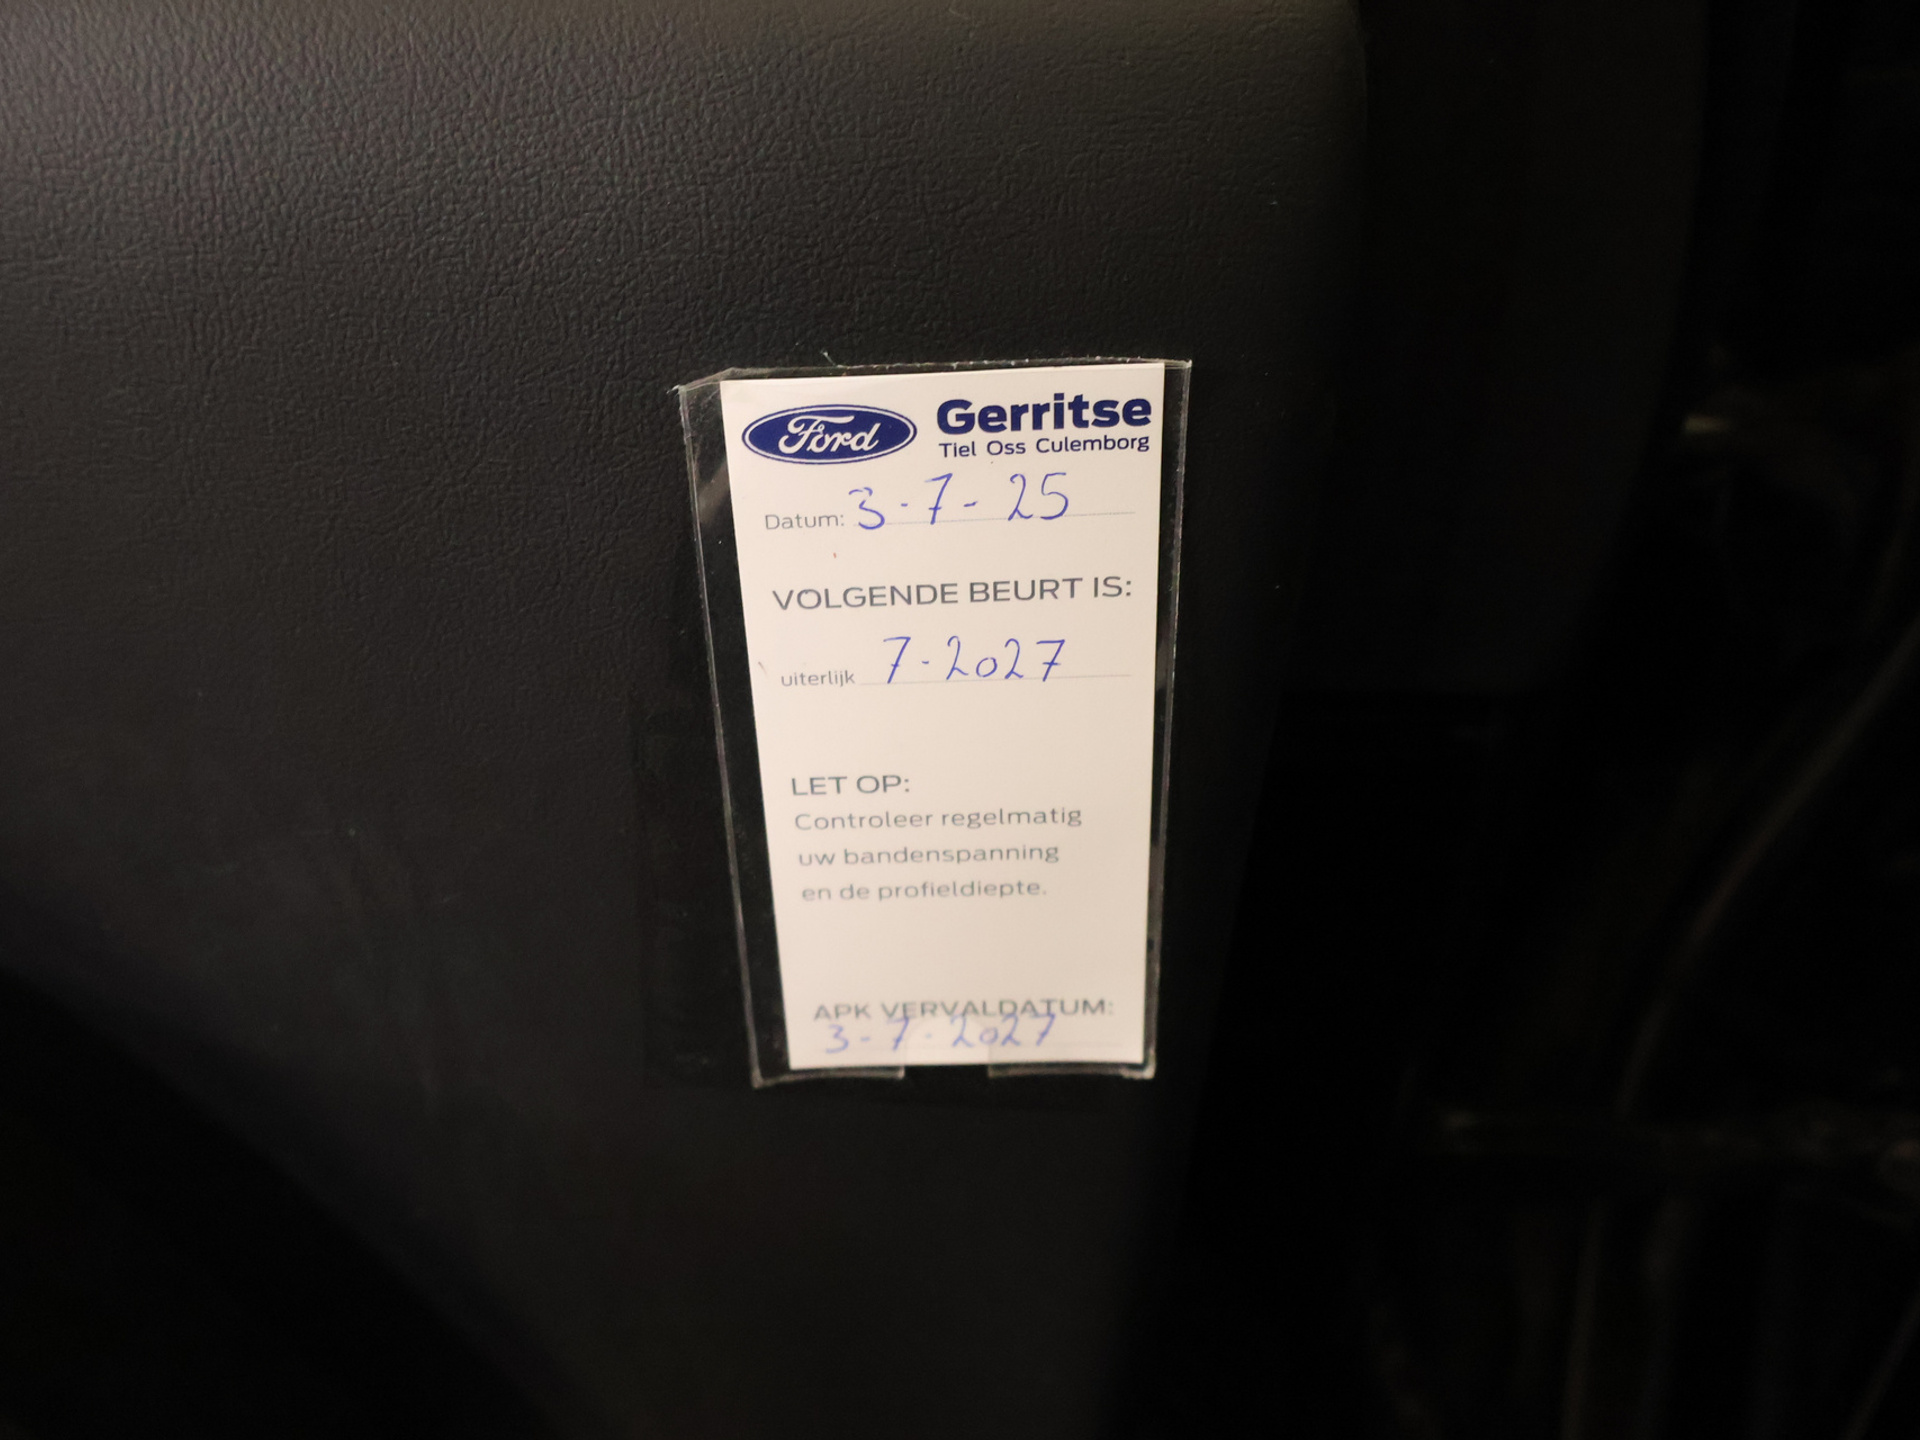 Ford Gerritse
Tiel Oss Culemborg
Datum: 3-7-25
VOLGENDE BEURT IS:
uiterlijk 7-2027
LET OP:
Controleer regelmatig
uw bandenspanning
en de profieldiepte.
APK VERVALDATUM:
3-7-2027